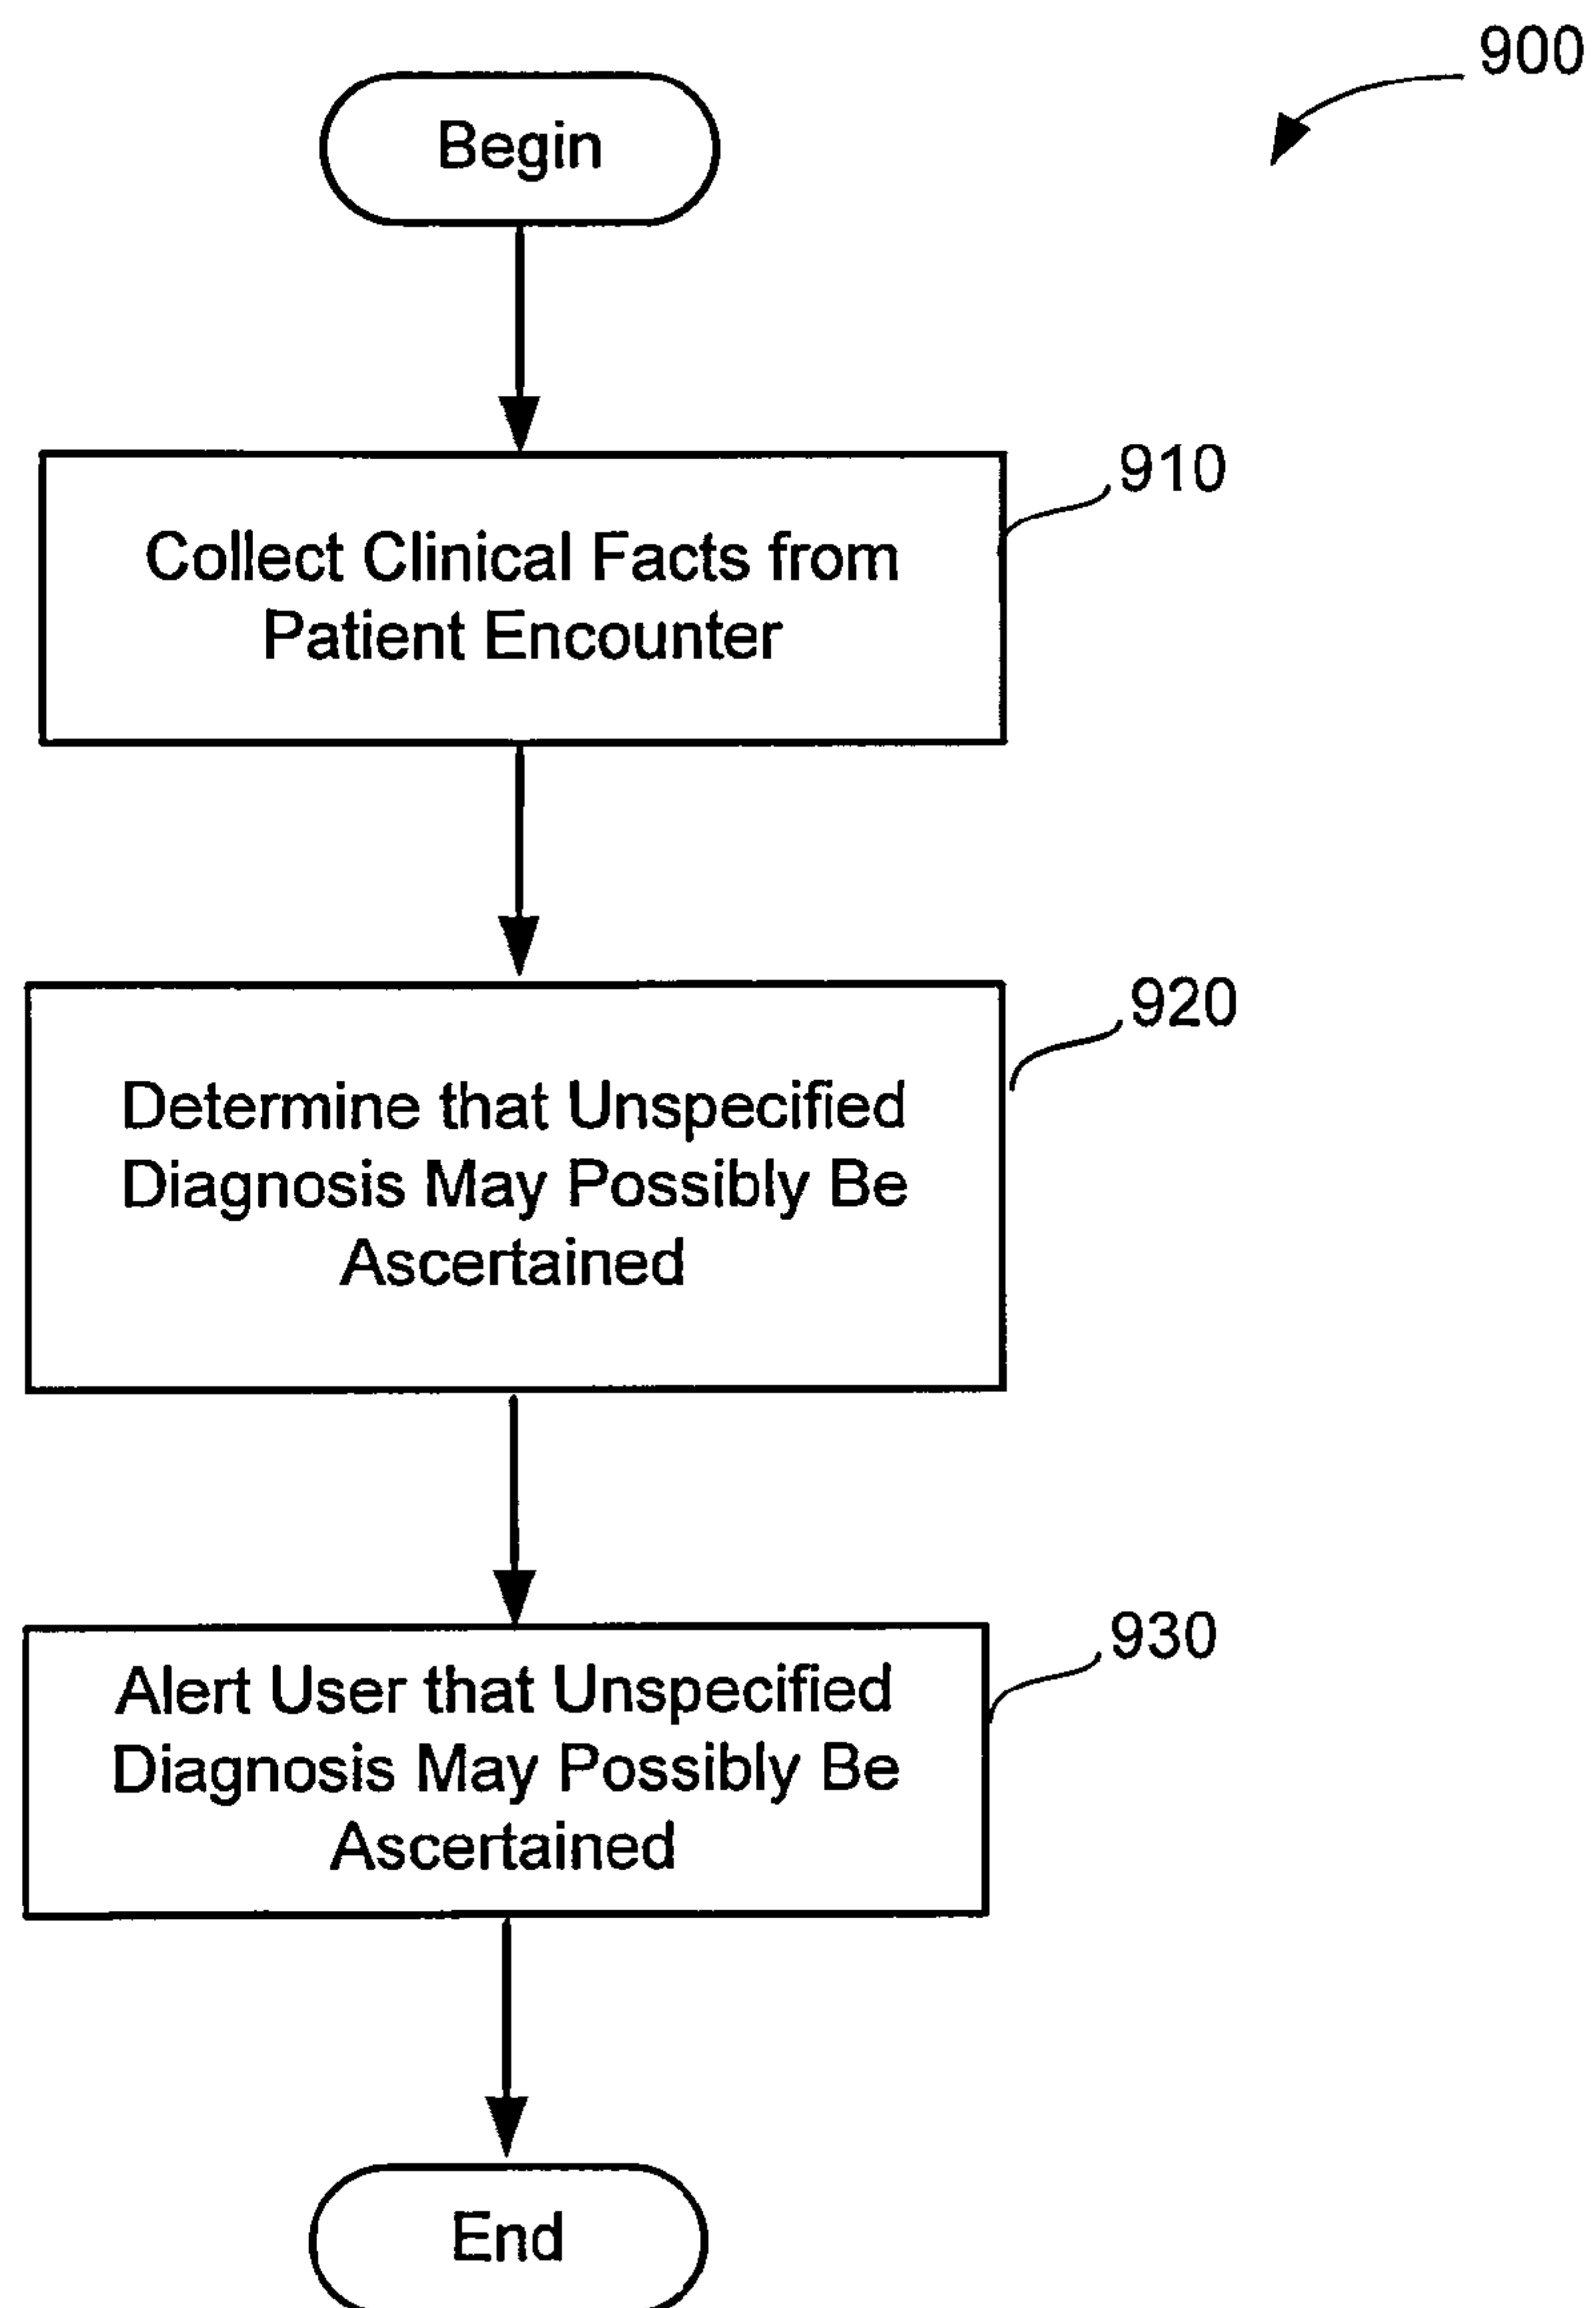 900
Begin
910
Collect Clinical Facts from
Patient Encounter
920
Determine that Unspecified
Diagnosis May Possibly Be
Ascertained
930
Alert User that Unspecified
Diagnosis May Possibly Be
Ascertained
End